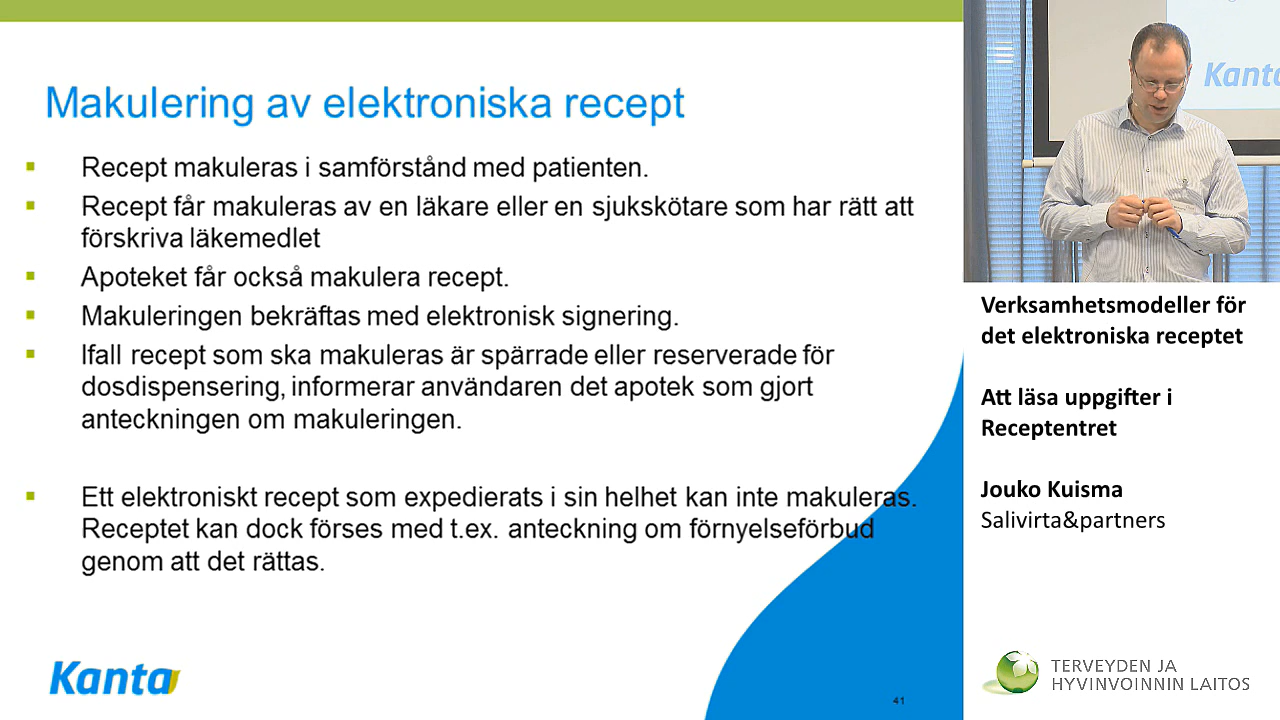 Makulering av elektroniska recept
Recept makuleras i samförstånd med patienten.
Recept får makuleras av en läkare eller en sjukskötare som har rätt att
förskriva läkemedlet
Apoteket får också makulera recept.
Makuleringen bekräftas med elektronisk signering.
Ifall recept som ska makuleras är spärrade eller reserverade för
dosdispensering, informerar användaren det apotek som gjort
anteckningen om makuleringen.
Ett elektroniskt recept som expedierats i sin helhet kan inte makuleras.
Receptet kan dock förses med t.ex. anteckning om förnyelseförbud
genom att det rättas.
Kanta
41
Kanta
Verksamhetsmodeller för
det elektroniska receptet
Att läsa uppgifter i
Receptentret
Jouko Kuisma
Salivirta&partners
TERVEYDEN JA
HYVINVOINNIN LAITOS